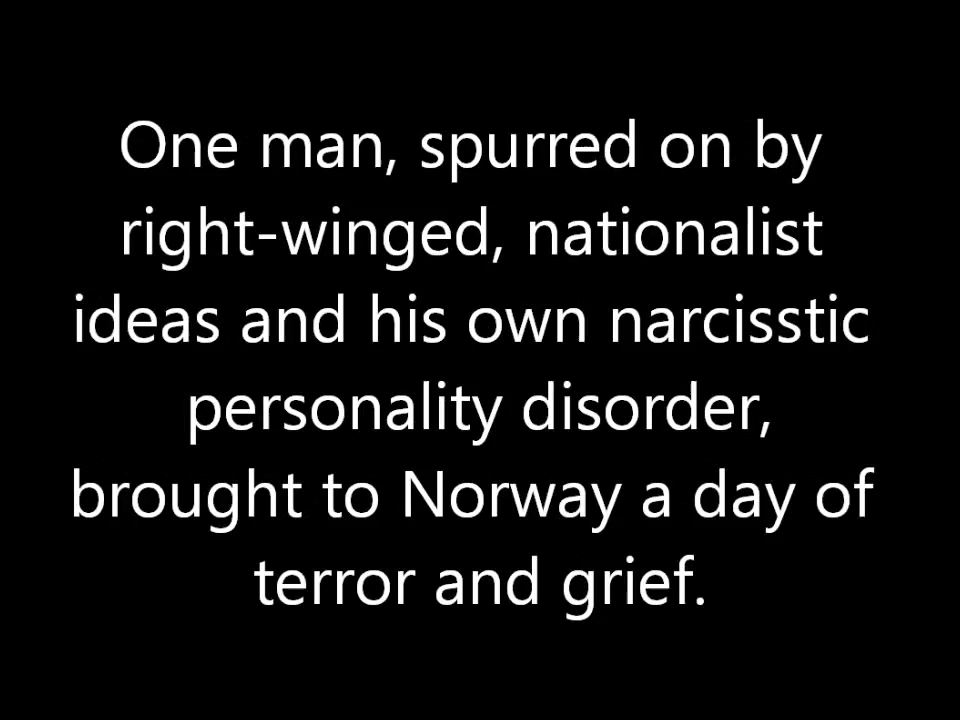 One man, spurred on by
right-winged, nationalist
ideas and his own narcisstic
personality disorder,
brought to Norway a day of
terror and grief.